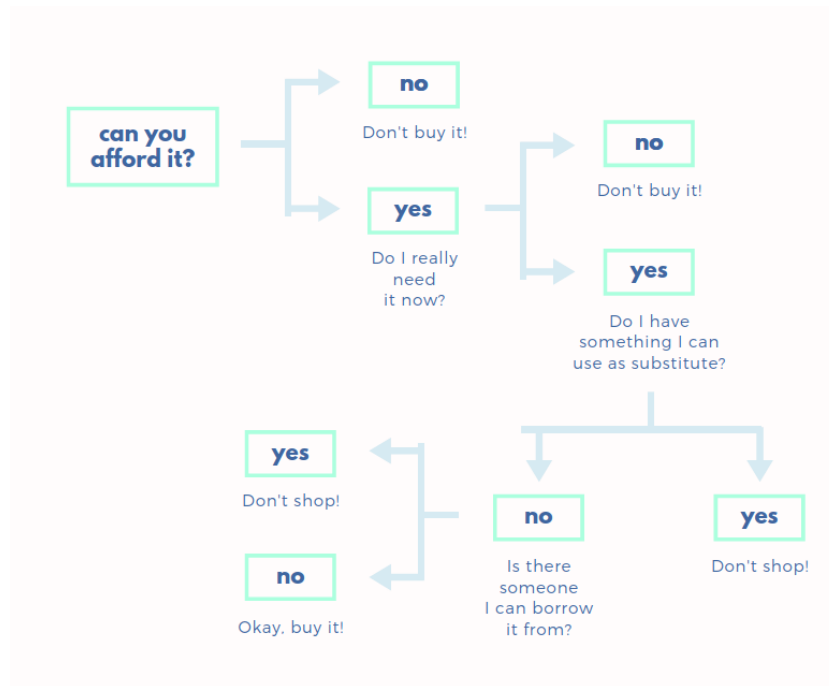 can you
afford it?
no
Don't buy it!
yes
Do I really
need
it now?
no
Don't buy it!
yes
Do I have
something I can
use as substitute?
no
Is there
someone
I can borrow
it from?
yes
Don't shop!
yes
Don't shop!
no
Okay, buy it!